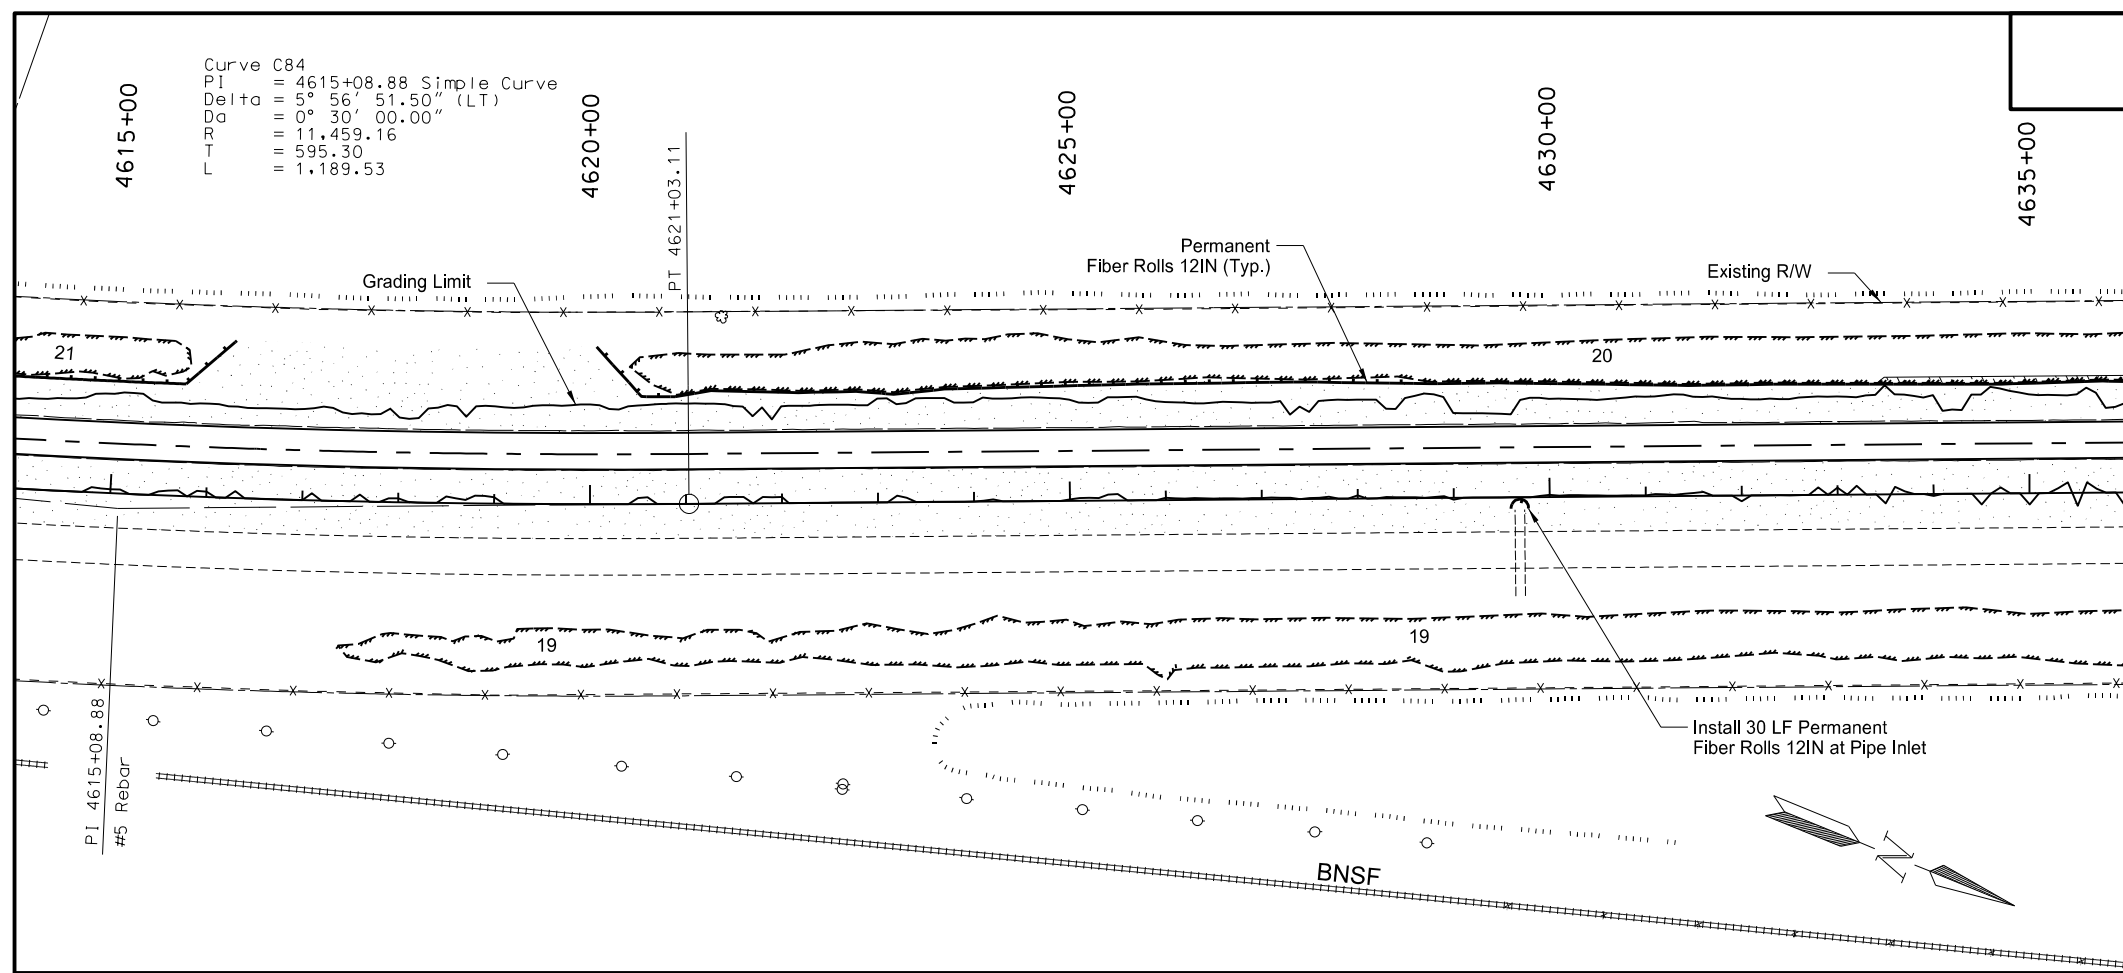 Curve C84
PI = 4615+08.88 Simple Curve
Delta = 5° 56' 51.50" (LT)
Da = 0° 30' 00.00"
R = 11,459.16
T = 595.30
L = 1,189.53
4615+00
4620+00
4625+00
4630+00
4635+00
PT 4621+03.11
Grading Limit
Permanent
Fiber Rolls 12IN (Typ.)
Existing R/W
21
20
19
19
PI 4615+08.88
#5 Rebar
Install 30 LF Permanent
Fiber Rolls 12IN at Pipe Inlet
BNSF
N